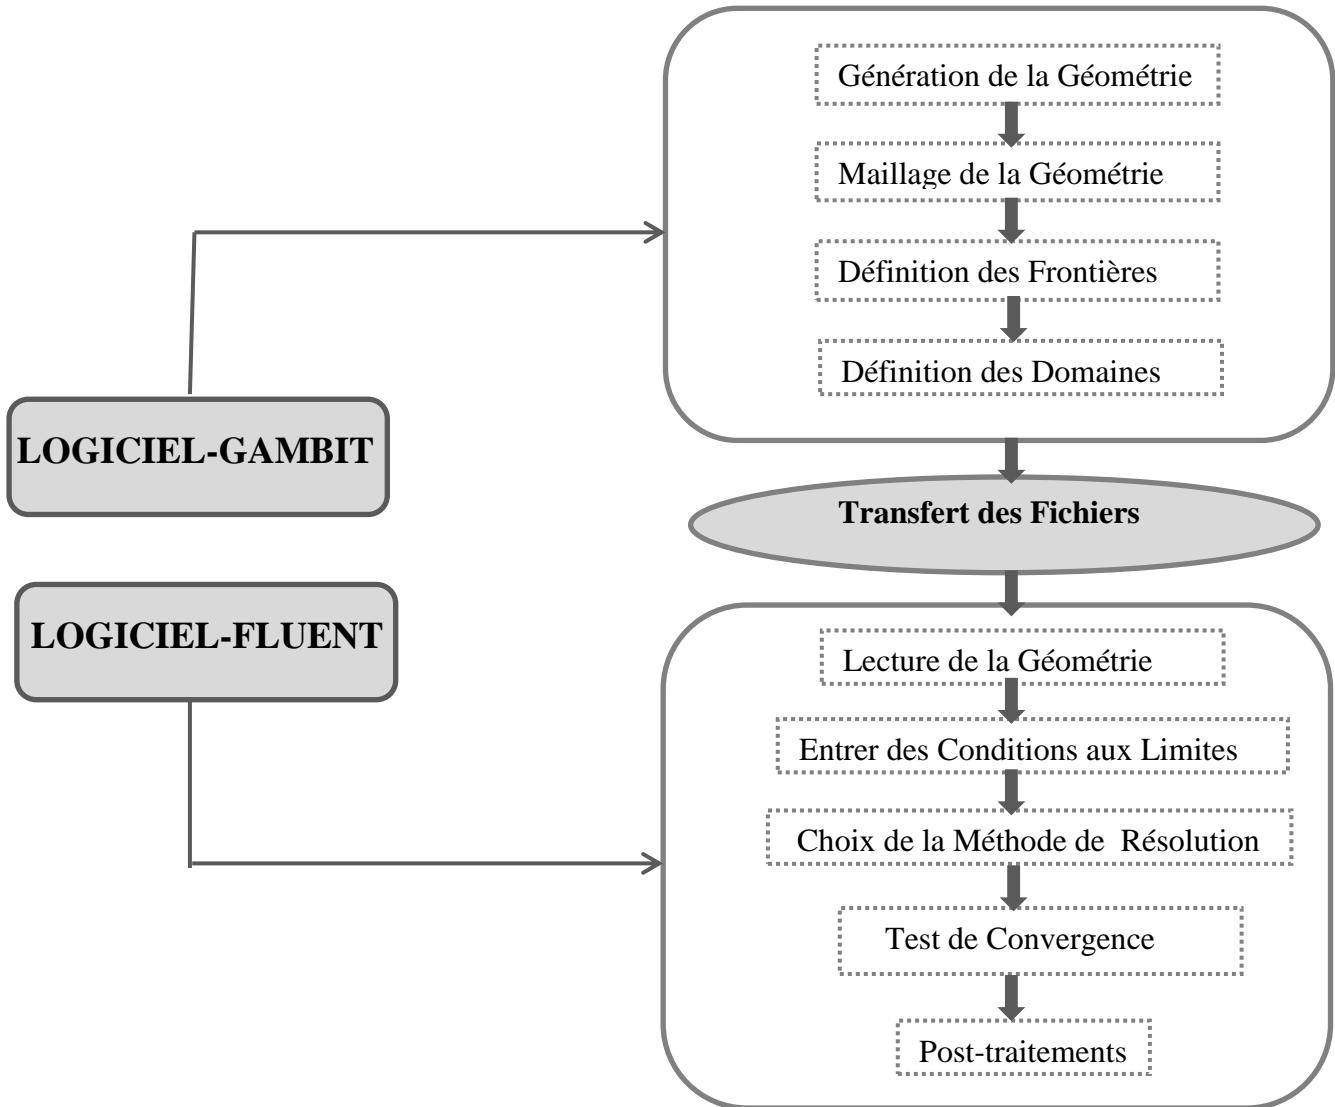 Génération de la Géométrie
Maillage de la Géométrie
Définition des Frontières
Définition des Domaines
LOGICIEL-GAMBIT
Transfert des Fichiers
LOGICIEL-FLUENT
Lecture de la Géométrie
Entrer des Conditions aux Limites
Choix de la Méthode de  Résolution
Test de Convergence
Post-traitements